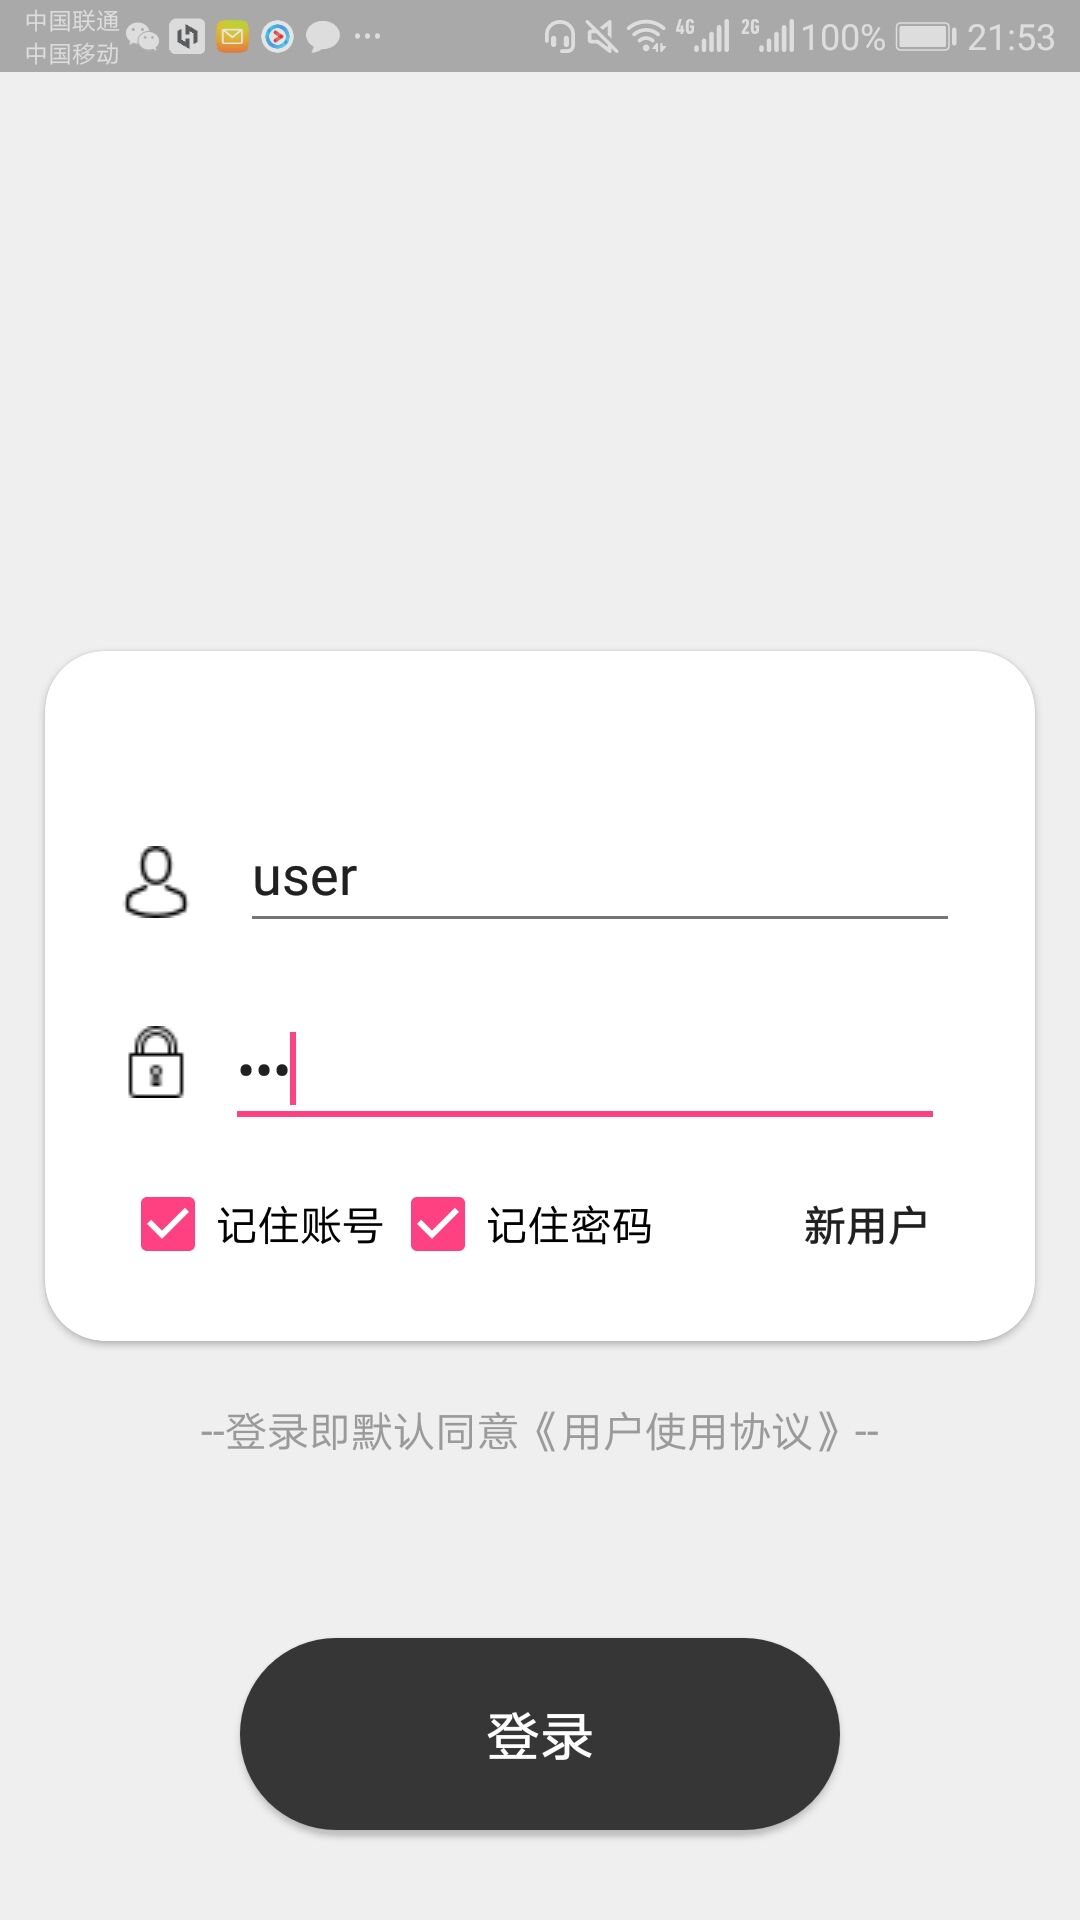 中国联通
中国移动
4G 2G 100% 21:53
user
•••
记住账号 记住密码 新用户
--登录即默认同意《用户使用协议》--
登录